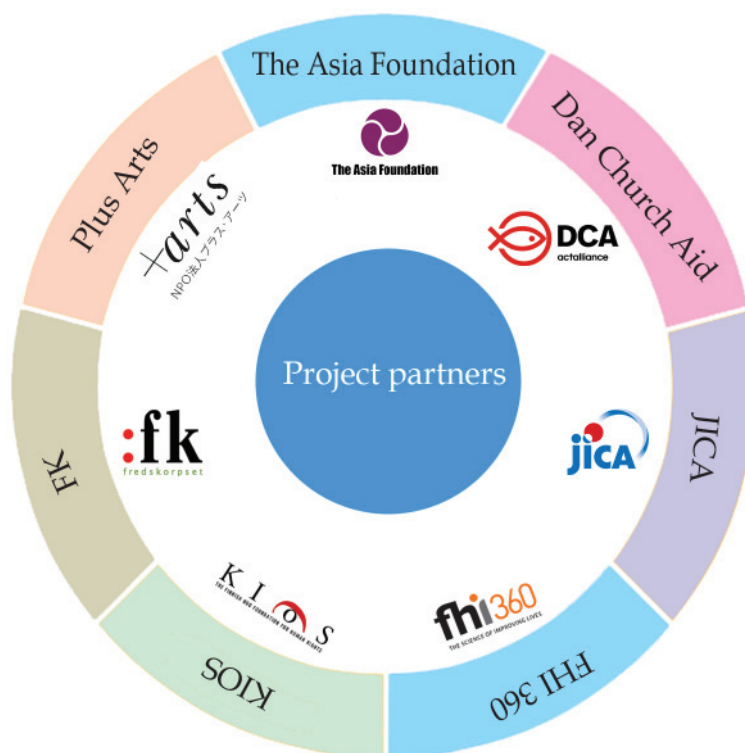 The Asia Foundation
The Asia Foundation
Dan Church Aid
DCA
actalliance
JICA
JICA
FHI 360
fhi360
THE SCIENCE OF IMPROVING LIVES
KIOS
KIOS
THE FINNISH NGO FOUNDATION FOR HUMAN RIGHTS
FK
:fk
fredskorpset
Plus Arts
+arts
NPO法人プラス・アーツ
Project partners